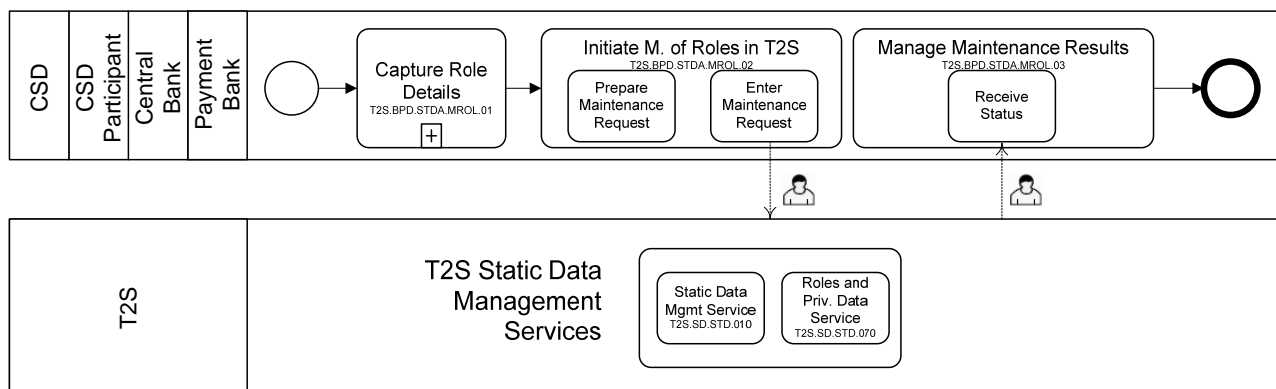 CSD
CSD
Participant
Central
Bank
Payment
Bank
Capture Role
Details
T2S.BPD.STDA.MROL.01
+
Initiate M. of Roles in T2S
T2S.BPD.STDA.MROL.02
Prepare
Maintenance
Request
Enter
Maintenance
Request
Manage Maintenance Results
T2S.BPD.STDA.MROL.03
Receive
Status
T2S
T2S Static Data
Management
Services
Static Data
Mgmt Service
T2S.SD.STD.010
Roles and
Priv. Data
Service
T2S.SD.STD.070